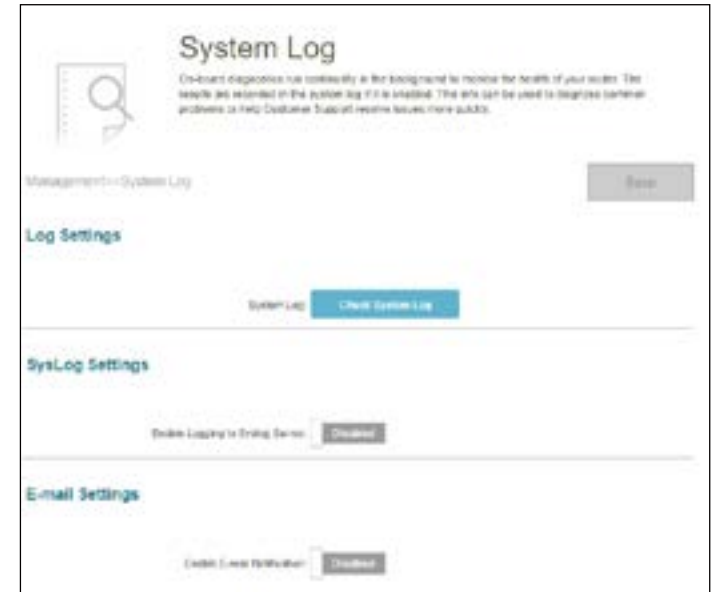 System Log
On-board diagnostics run continually in the background to monitor the health of your router. The
results are recorded in the system log if it is enabled. This info can be used to diagnose common
problems or help Customer Support resolve issues more quickly.
Management>>System Log
Save
Log Settings
System Log: Check System Log
SysLog Settings
Enable Logging to Syslog Server: Disabled
E-mail Settings
Enable E-mail Notification: Disabled